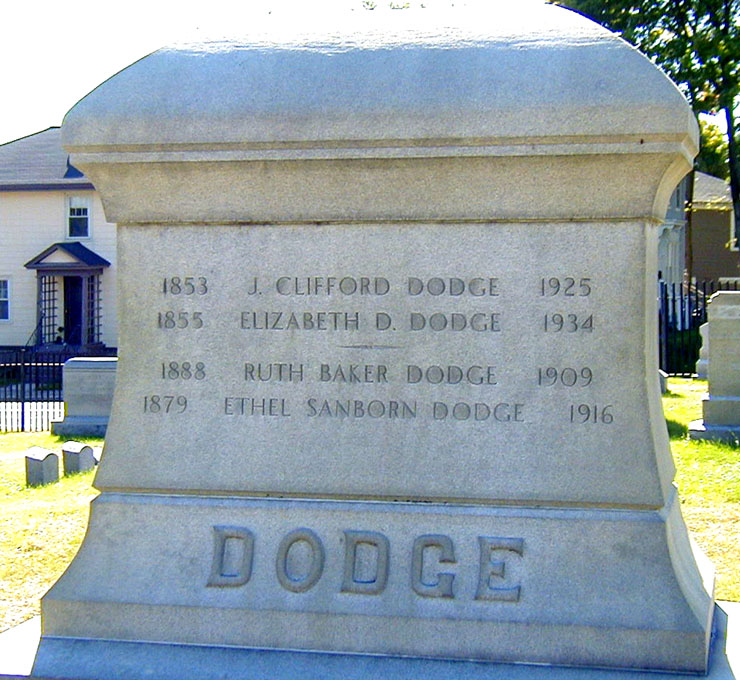 1853 J. CLIFFORD DODGE 1925
1855 ELIZABETH D. DODGE 1934
1888 RUTH BAKER DODGE 1909
1879 ETHEL SANBORN DODGE 1916
DODGE